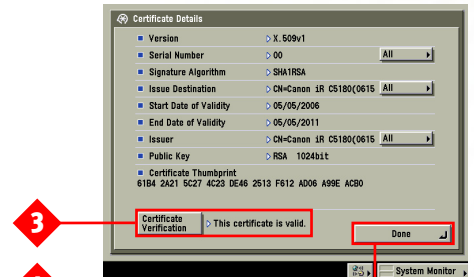 Certificate Details
Version X.509v1
Serial Number 00 All
Signature Algorithm SHA1RSA
Issue Destination CN=Canon iR C5180(0615 All
Start Date of Validity 05/05/2006
End Date of Validity 05/05/2011
Issuer CN=Canon iR C5180(0615 All
Public Key RSA 1024bit
Certificate Thumbprint
61B4 2A21 5C27 4C23 DE46 2513 F612 AD06 A99E ACB0
3
Certificate
Verification This certificate is valid.
Done
System Monitor